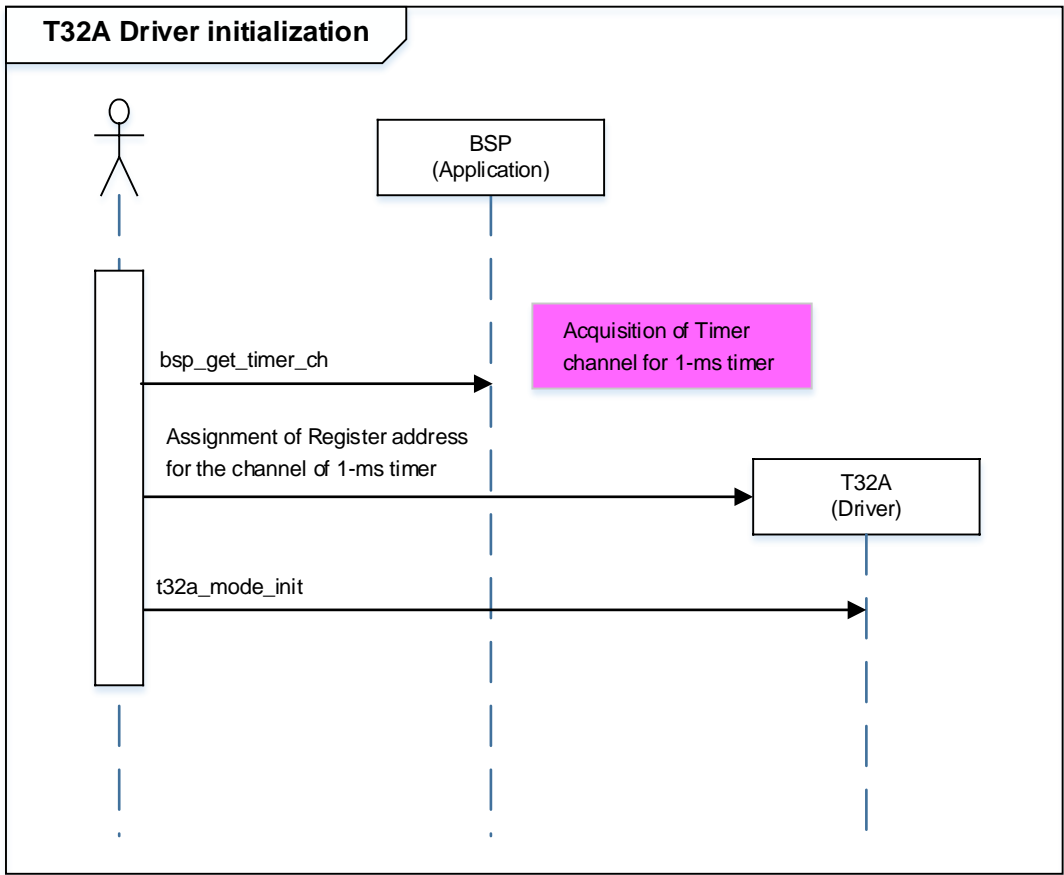 T32A Driver initialization
BSP
(Application)
Acquisition of Timer
channel for 1-ms timer
bsp_get_timer_ch
Assignment of Register address
for the channel of 1-ms timer
T32A
(Driver)
t32a_mode_init